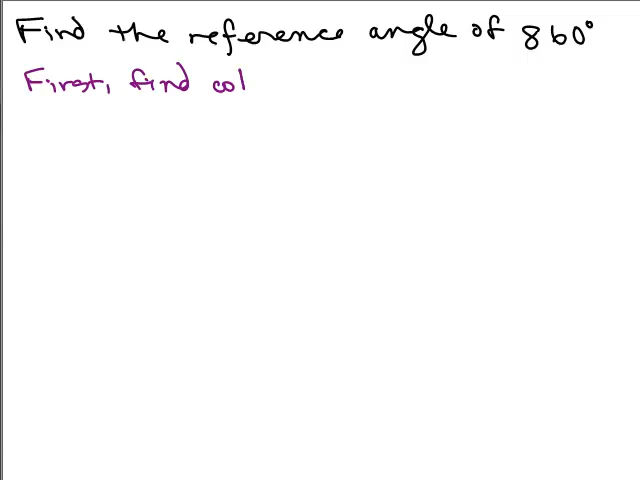 Find the reference angle of 860°
First, find col